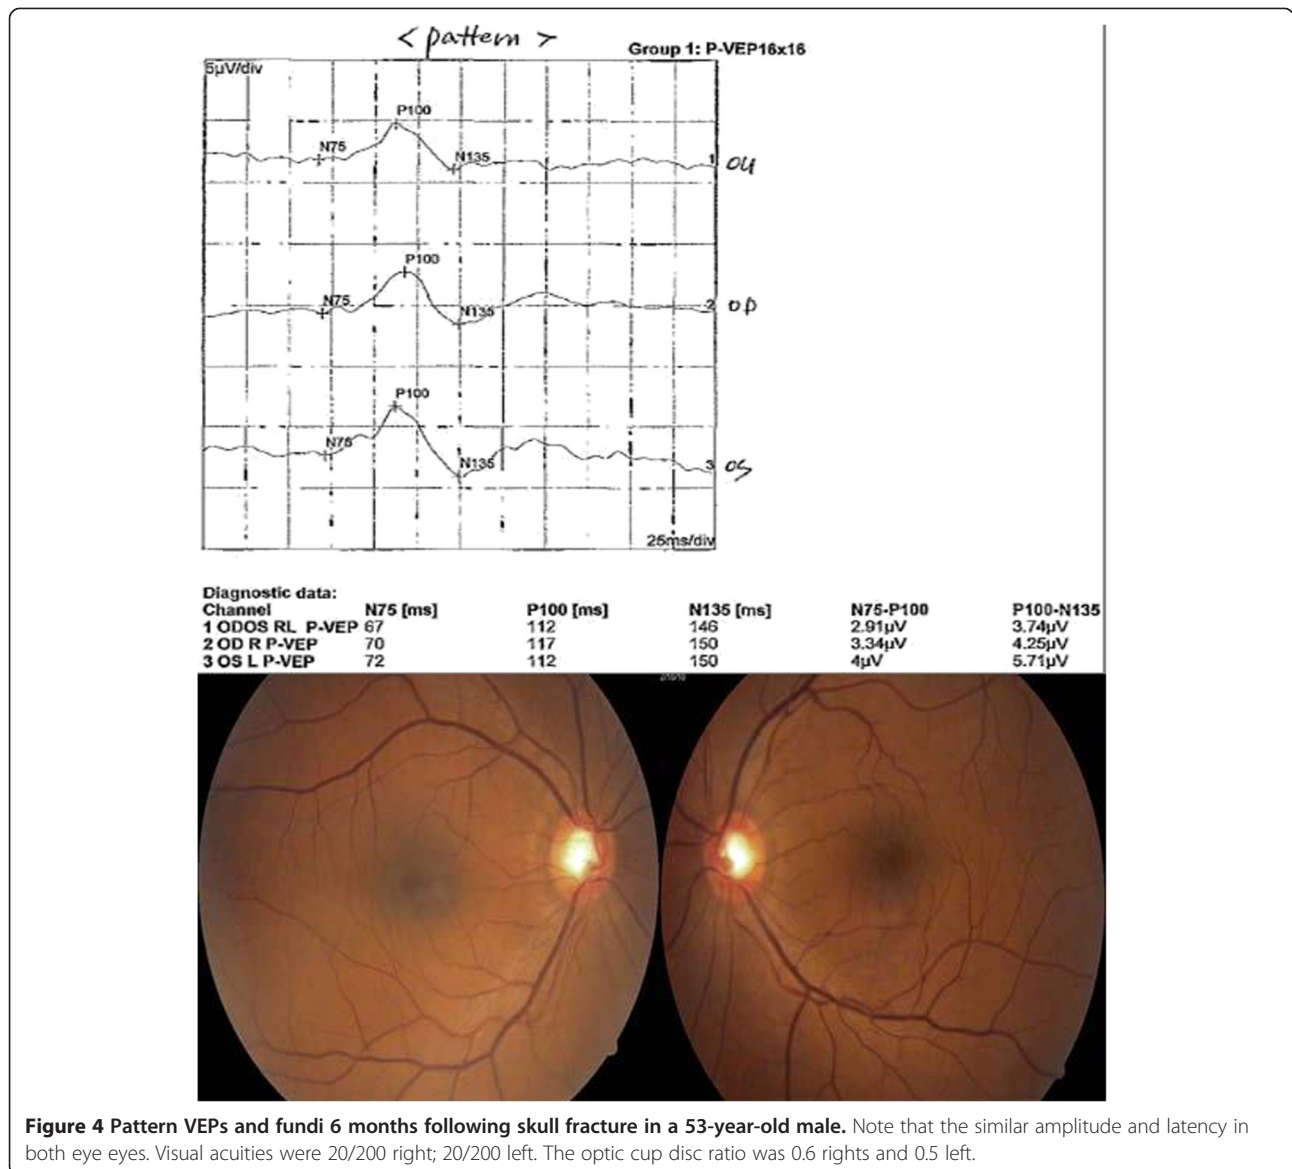 < pattern >
Group 1: P-VEP16x16
5µV/div
P100
N75
N135
1 OU
P100
N75
N135
2 OD
P100
N75
N135
3 OS
25ms/div
Diagnostic data:
Channel N75 [ms] P100 [ms] N135 [ms] N75-P100 P100-N135
1 ODOS RL P-VEP 67 112 146 2.91µV 3.74µV
2 OD R P-VEP 70 117 150 3.34µV 4.25µV
3 OS L P-VEP 72 112 150 4µV 5.71µV
Figure 4 Pattern VEPs and fundi 6 months following skull fracture in a 53-year-old male. Note that the similar amplitude and latency in
both eye eyes. Visual acuities were 20/200 right; 20/200 left. The optic cup disc ratio was 0.6 rights and 0.5 left.